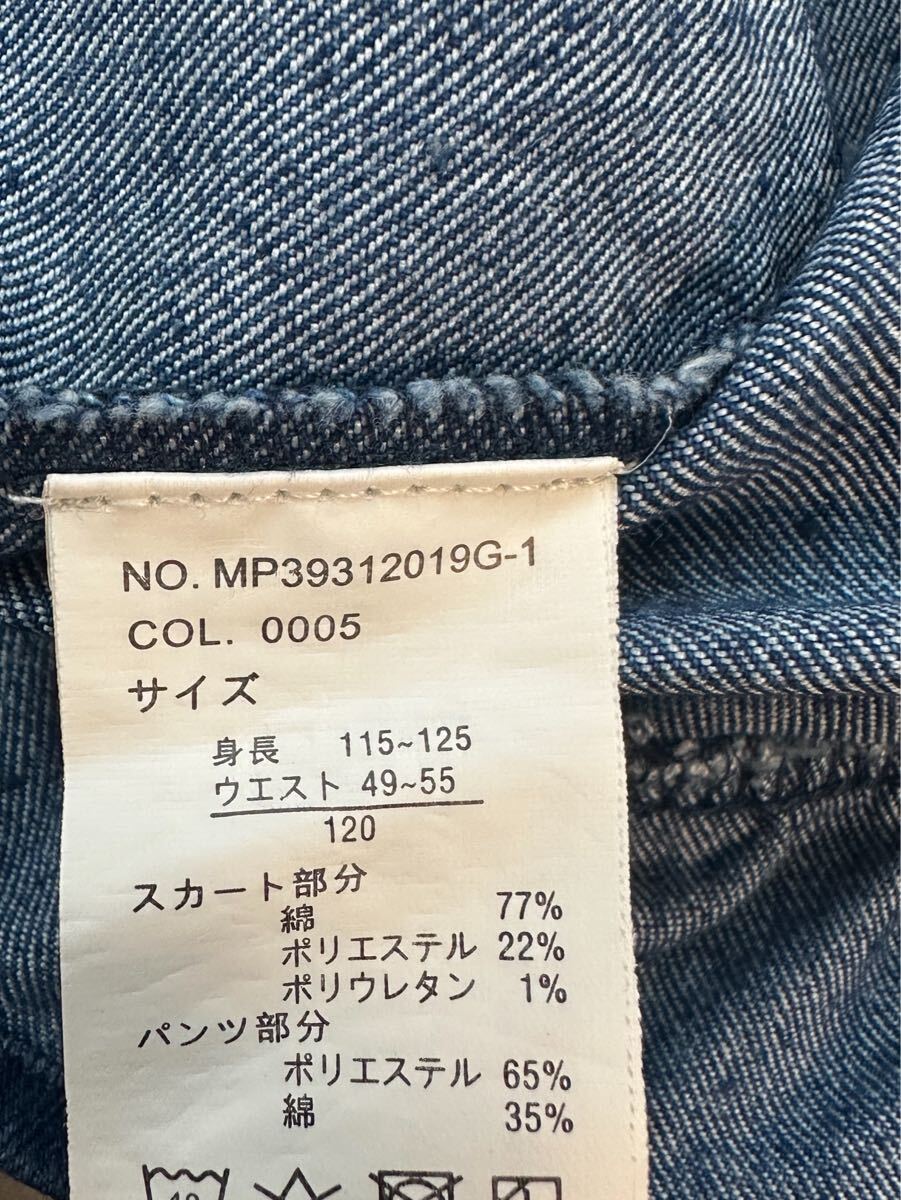 NO. MP39312019G-1
COL. 0005
サイズ
身長 115~125
ウエスト 49~55
120
スカート部分
綿 77%
ポリエステル 22%
ポリウレタン 1%
パンツ部分
ポリエステル 65%
綿 35%